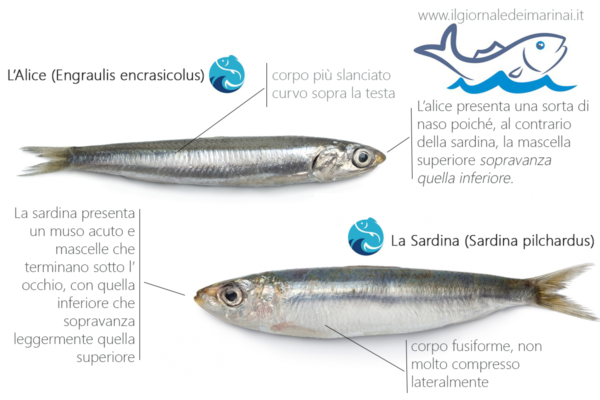 www.ilgiornaledeimarinai.it
L'Alice (Engraulis encrasicolus)
corpo più slanciato
curvo sopra la testa
L'alice presenta una sorta di
naso poiché, al contrario
della sardina, la mascella
superiore sopravanza
quella inferiore.
La sardina presenta
un muso acuto e
mascelle che
terminano sotto l'
occhio, con quella
inferiore che
sopravanza
leggermente quella
superiore
La Sardina (Sardina pilchardus)
corpo fusiforme, non
molto compresso
lateralmente